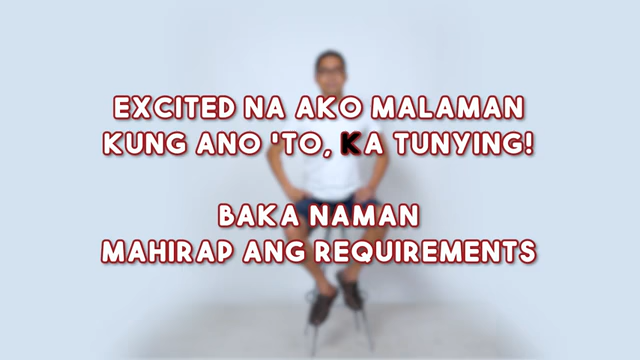 EXCITED NA AKO MALAMAN
KUNG ANO 'TO, KA TUNYING!
BAKA NAMAN
MAHIRAP ANG REQUIREMENTS